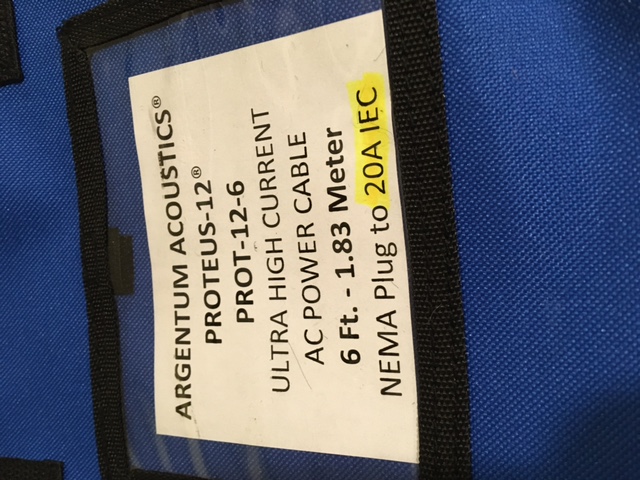 ARGENTUM ACOUSTICS®
PROTEUS-12®
PROT-12-6
ULTRA HIGH CURRENT
AC POWER CABLE
6 Ft. - 1.83 Meter
NEMA Plug to 20A IEC